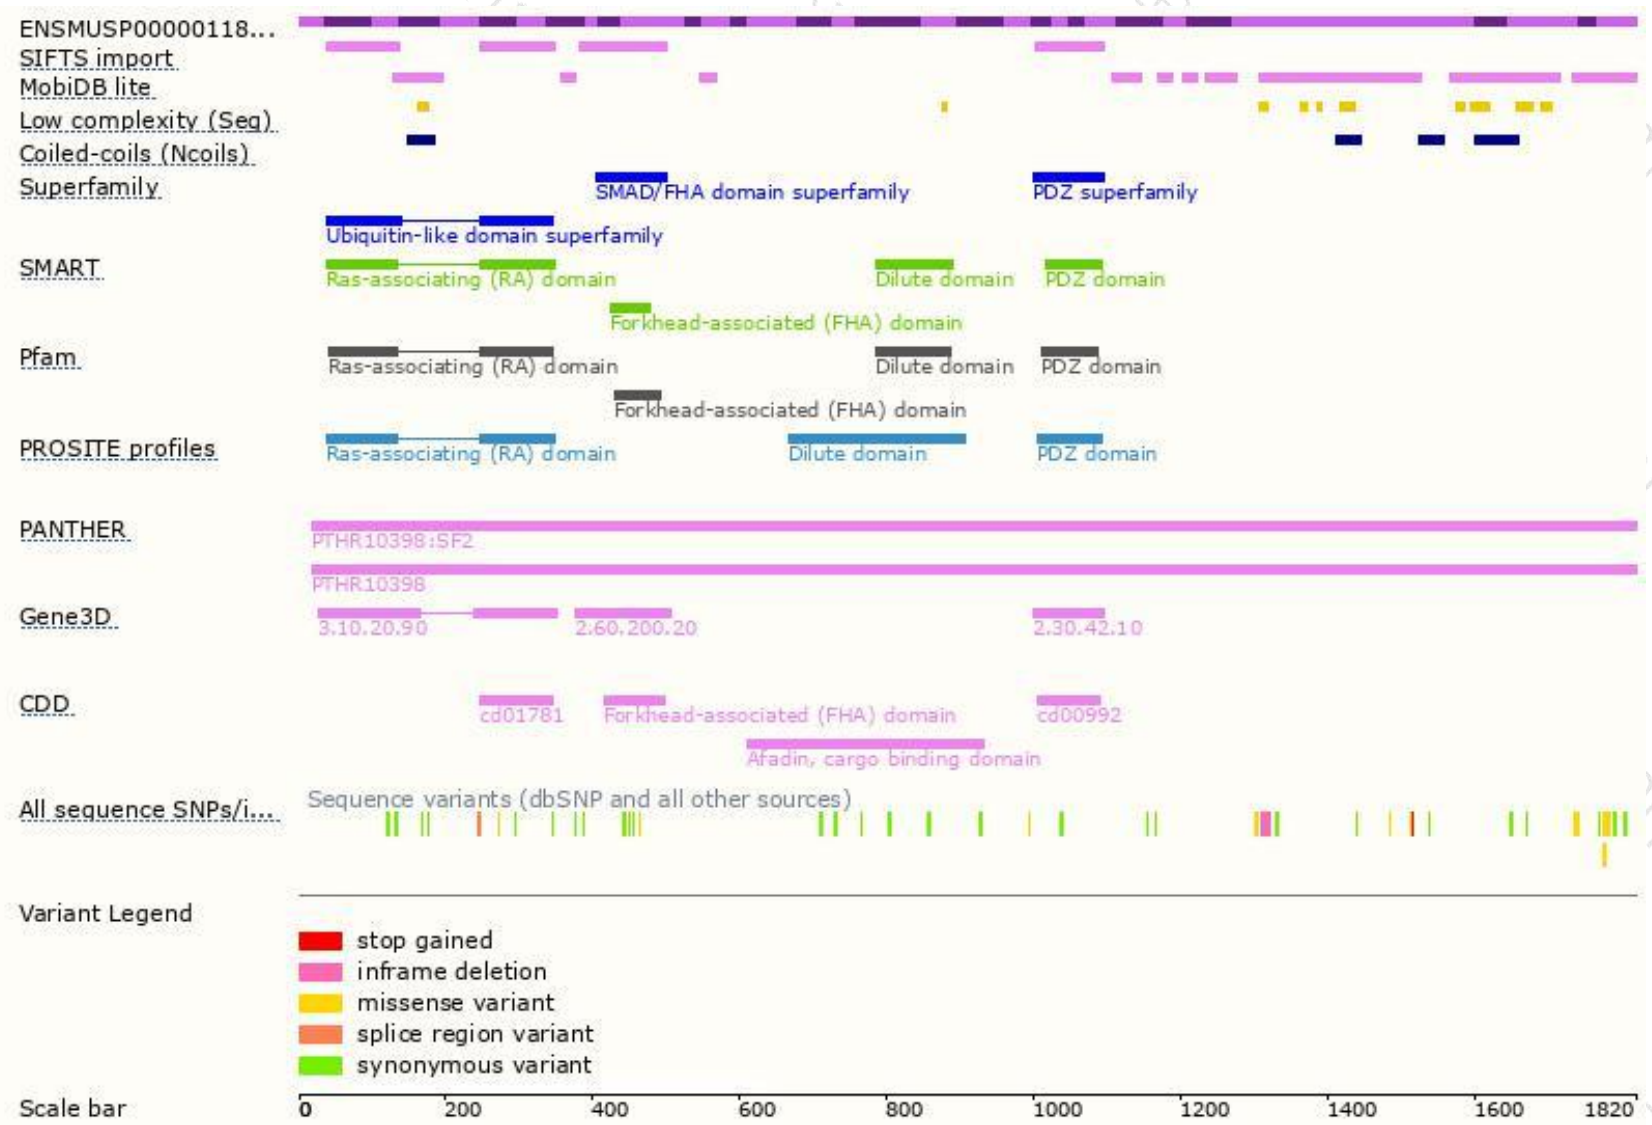 ENSMUSP00000118...
SIFTS import
MobiDB lite
Low complexity (Seg)
Coiled-coils (Ncoils)
Superfamily
SMAD/FHA domain superfamily PDZ superfamily
Ubiquitin-like domain superfamily
SMART
Ras-associating (RA) domain Dilute domain PDZ domain
Forkhead-associated (FHA) domain
Pfam
Ras-associating (RA) domain Dilute domain PDZ domain
Forkhead-associated (FHA) domain
PROSITE profiles
Ras-associating (RA) domain Dilute domain PDZ domain
PANTHER
PTHR10398:SF2
PTHR10398
Gene3D
3.10.20.90 2.60.200.20 2.30.42.10
CDD
cd01781 Forkhead-associated (FHA) domain cd00992
Afadin, cargo binding domain
Sequence variants (dbSNP and all other sources)
All sequence SNPs/i...
Variant Legend
stop gained
inframe deletion
missense variant
splice region variant
synonymous variant
Scale bar 0 200 400 600 800 1000 1200 1400 1600 1820